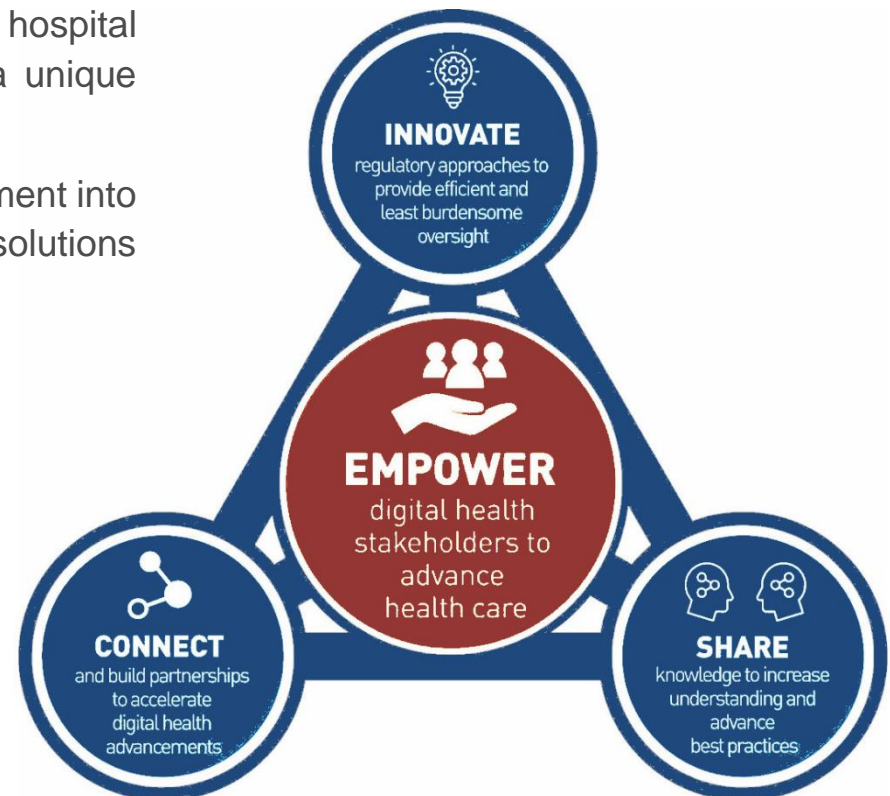 hospital
a unique
ment into
solutions
INNOVATE
regulatory approaches to
provide efficient and
least burdensome
oversight
EMPOWER
digital health
stakeholders to
advance
health care
CONNECT
and build partnerships
to accelerate
digital health
advancements
SHARE
knowledge to increase
understanding and
advance
best practices